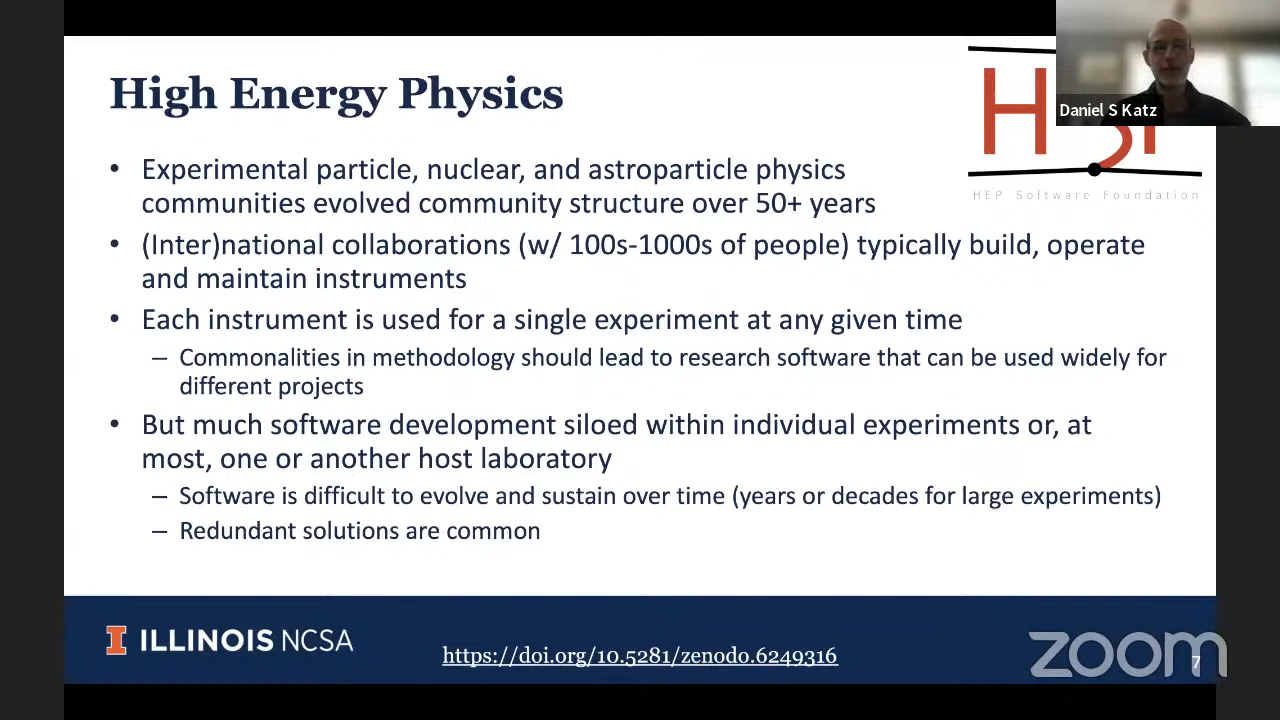 High Energy Physics
Daniel S Katz
HEP Software Foundation
• Experimental particle, nuclear, and astroparticle physics
communities evolved community structure over 50+ years
• (Inter)national collaborations (w/ 100s-1000s of people) typically build, operate
and maintain instruments
• Each instrument is used for a single experiment at any given time
– Commonalities in methodology should lead to research software that can be used widely for
different projects
• But much software development siloed within individual experiments or, at
most, one or another host laboratory
– Software is difficult to evolve and sustain over time (years or decades for large experiments)
– Redundant solutions are common
I ILLINOIS NCSA
https://doi.org/10.5281/zenodo.6249316
zoom
7